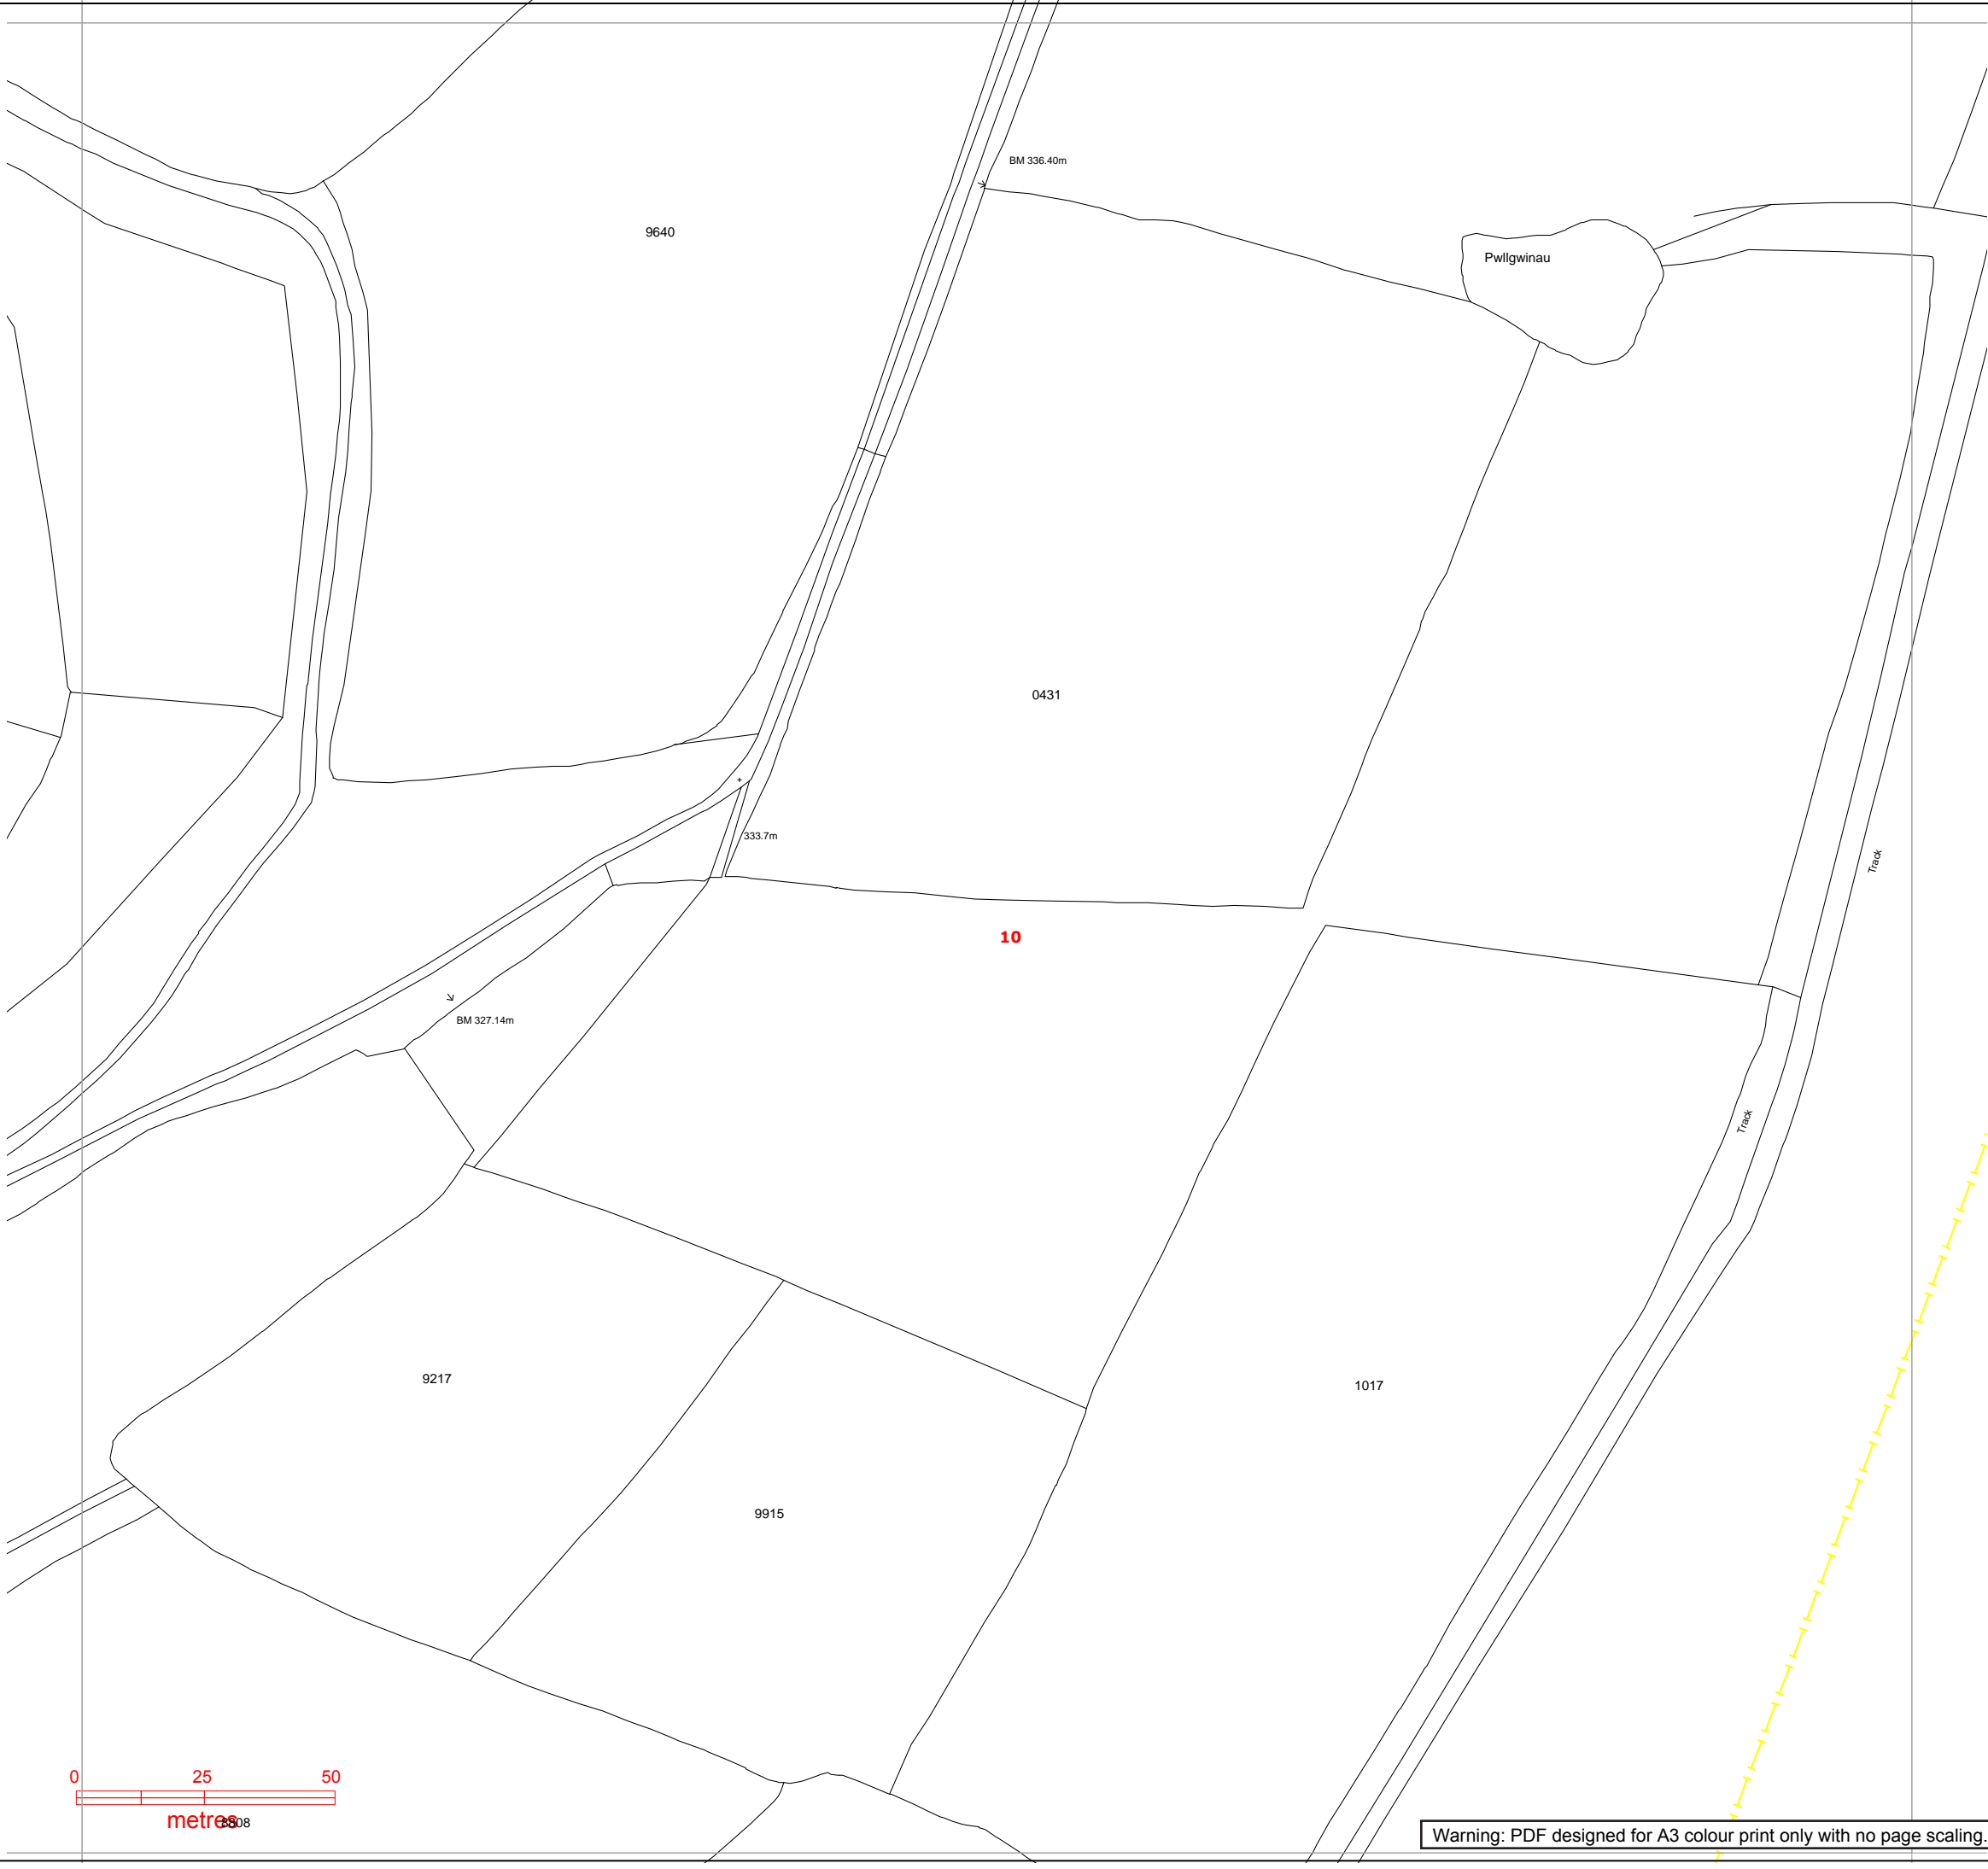 BM 336.40m
9640
Pwllgwinau
0431
333.7m
Track
10
BM 327.14m
Track
9217
1017
9915
0 25 50
metres
8808
Warning: PDF designed for A3 colour print only with no page scaling.